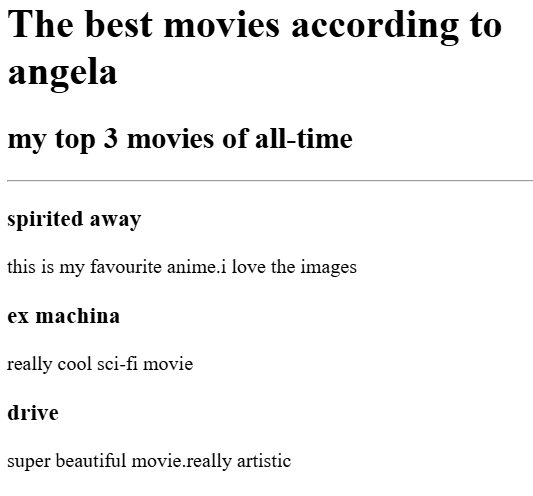 The best movies according to
angela
my top 3 movies of all-time
spirited away
this is my favourite anime.i love the images
ex machina
really cool sci-fi movie
drive
super beautiful movie.really artistic